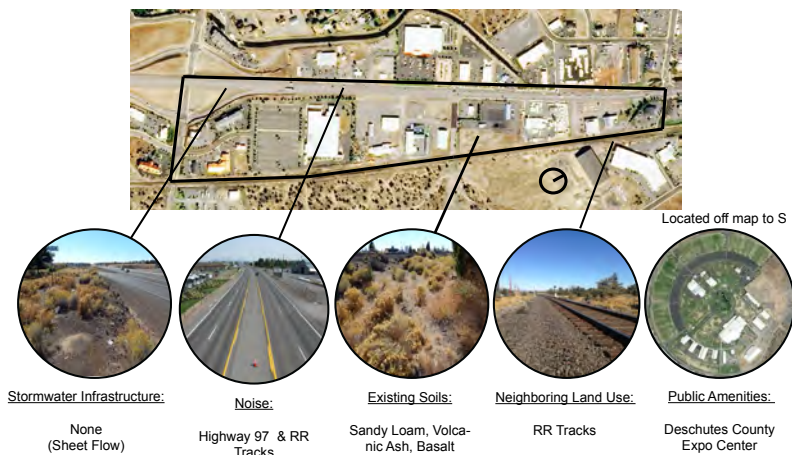 Located off map to S
Stormwater Infrastructure:
None
(Sheet Flow)
Noise:
Highway 97 & RR
Tracks
Existing Soils:
Sandy Loam, Volca-
nic Ash, Basalt
Neighboring Land Use:
RR Tracks
Public Amenities:
Deschutes County
Expo Center